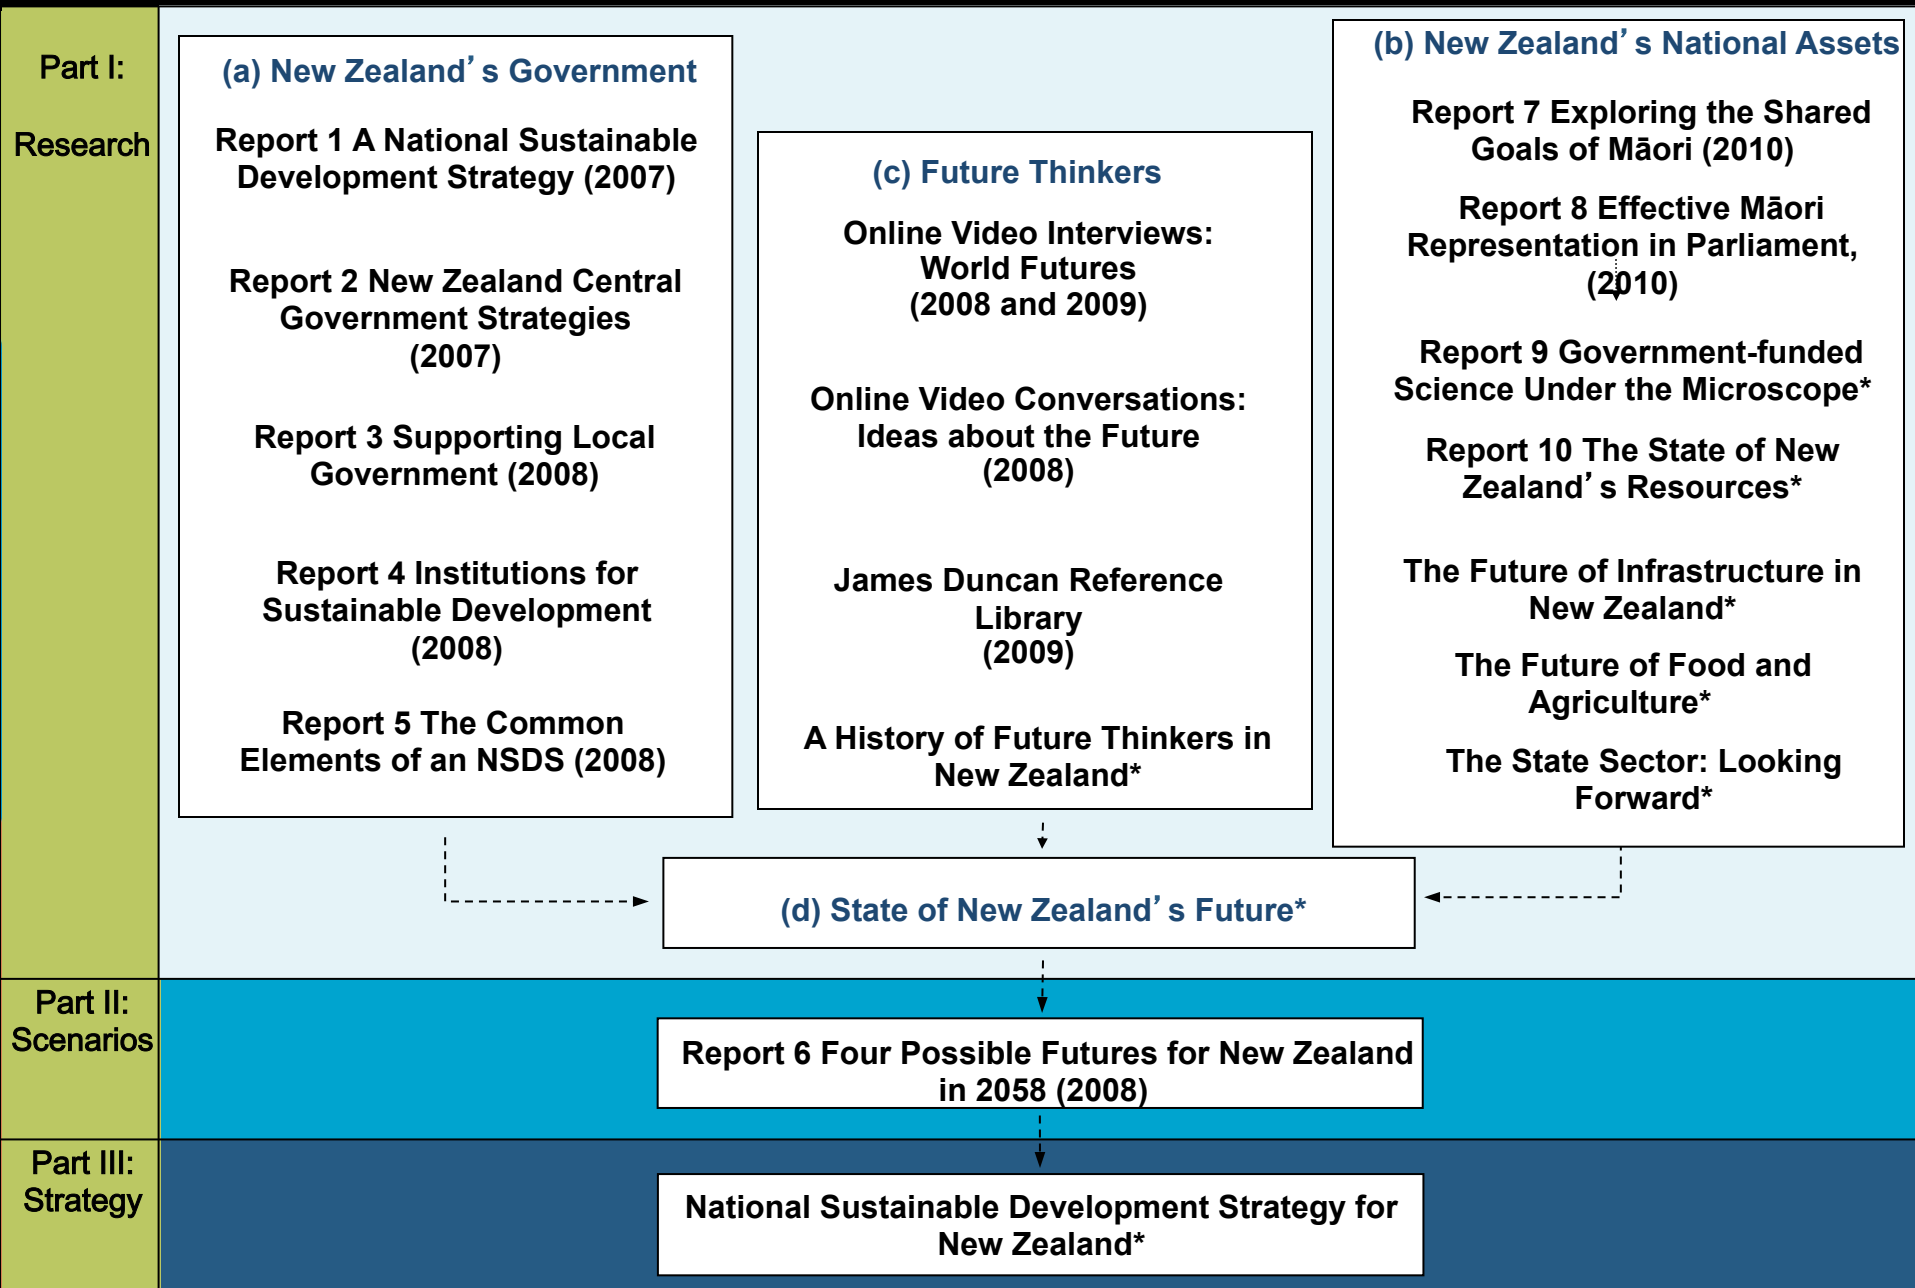 Part I:
Research
(a) New Zealand’s Government
Report 1 A National Sustainable
Development Strategy (2007)
Report 2 New Zealand Central
Government Strategies
(2007)
Report 3 Supporting Local
Government (2008)
Report 4 Institutions for
Sustainable Development
(2008)
Report 5 The Common
Elements of an NSDS (2008)
(c) Future Thinkers
Online Video Interviews:
World Futures
(2008 and 2009)
Online Video Conversations:
Ideas about the Future
(2008)
James Duncan Reference
Library
(2009)
A History of Future Thinkers in
New Zealand*
(b) New Zealand’s National Assets
Report 7 Exploring the Shared
Goals of Māori (2010)
Report 8 Effective Māori
Representation in Parliament,
(2010)
Report 9 Government-funded
Science Under the Microscope*
Report 10 The State of New
Zealand’s Resources*
The Future of Infrastructure in
New Zealand*
The Future of Food and
Agriculture*
The State Sector: Looking
Forward*
(d) State of New Zealand’s Future*
Part II:
Scenarios
Report 6 Four Possible Futures for New Zealand
in 2058 (2008)
Part III:
Strategy
National Sustainable Development Strategy for
New Zealand*